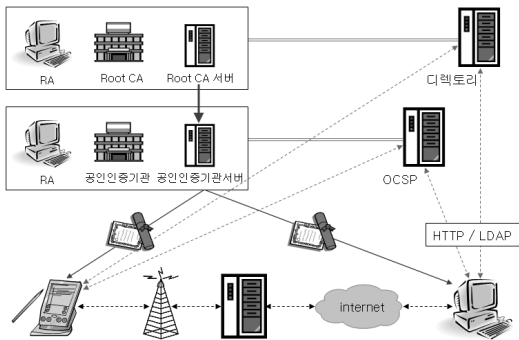 RA
Root CA
Root CA 서버
디렉토리
RA
공인인증기관
공인인증기관서버
OCSP
HTTP / LDAP
internet